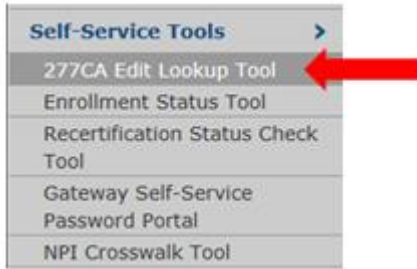 Self-Service Tools >
277CA Edit Lookup Tool
Enrollment Status Tool
Recertification Status Check
Tool
Gateway Self-Service
Password Portal
NPI Crosswalk Tool